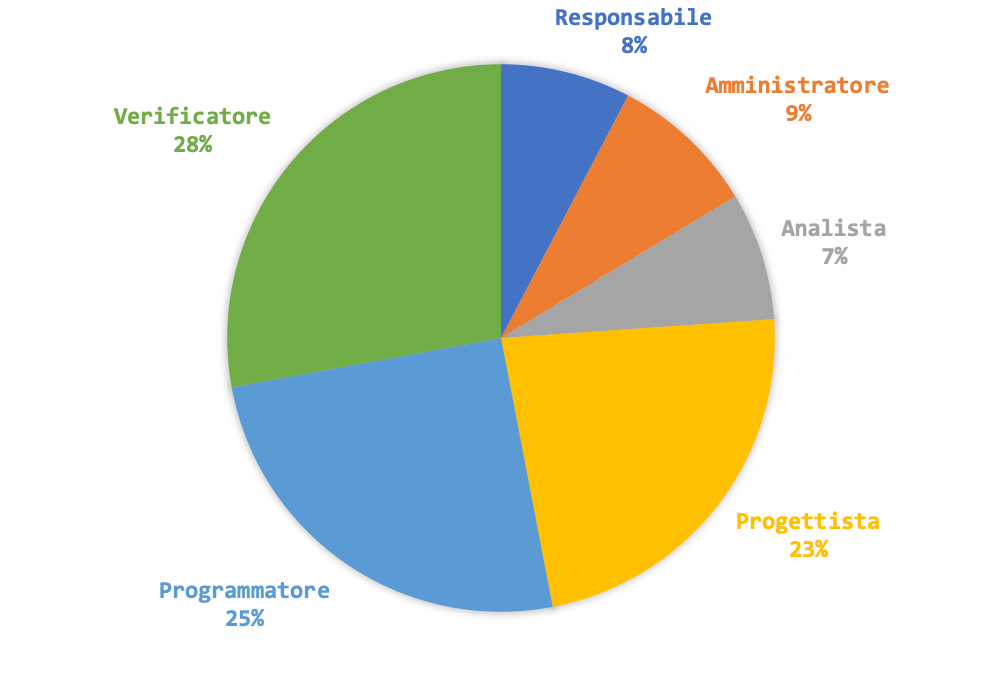 Responsabile
8%
Amministratore
9%
Verificatore
28%
Analista
7%
Progettista
23%
Programmatore
25%